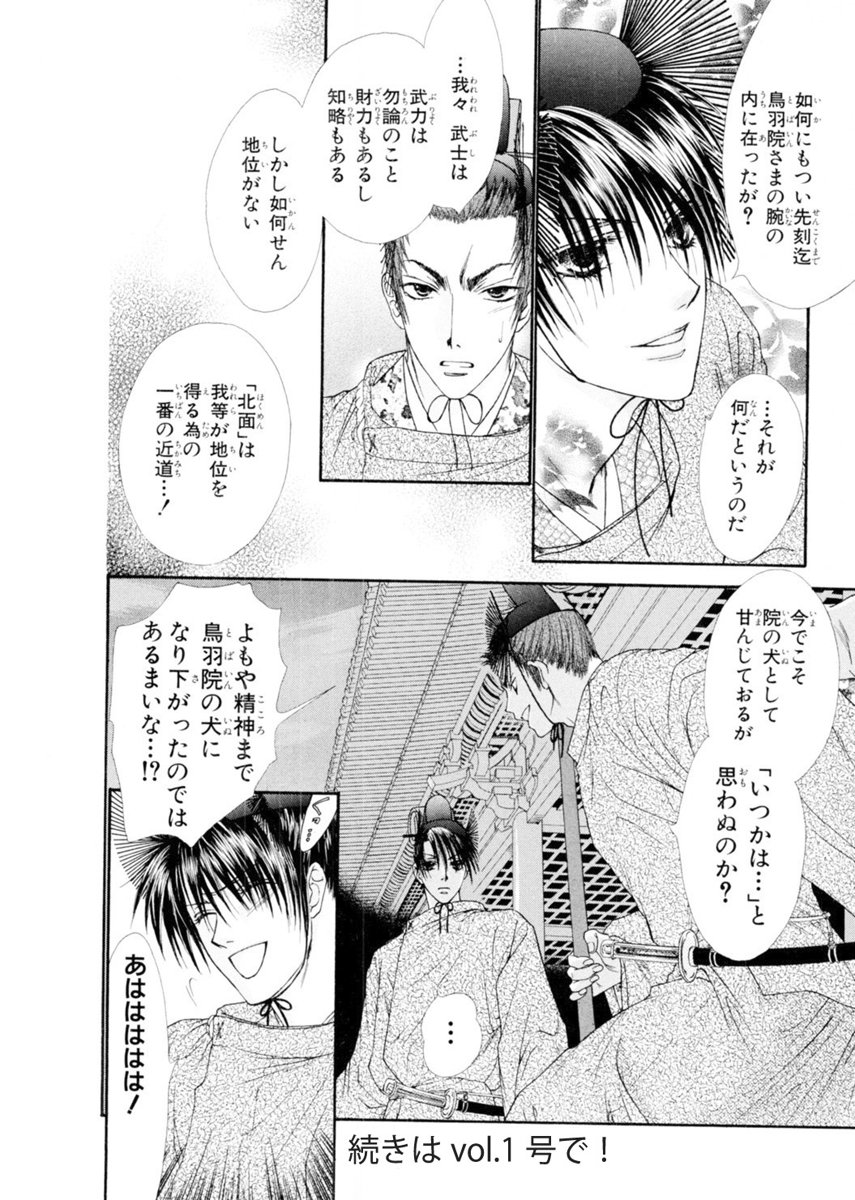 如何にもつい先刻迄
鳥羽院さまの腕の
内に在ったが?
…それが
何だというのだ
…我々 武士は
武力は
勿論のこと
財力もあるし
知略もある
しかし如何せん
地位がない
「北面」は
我等が地位を
得る為の
一番の近道…!
今でこそ
院の犬として
甘んじておるが
「いつかは…」と
思わぬのか?
…
よもや精神まで
鳥羽院の犬に
なり下がったのでは
あるまいな…!?
くっ…
あはははははは!
続きは vol.1 号で!